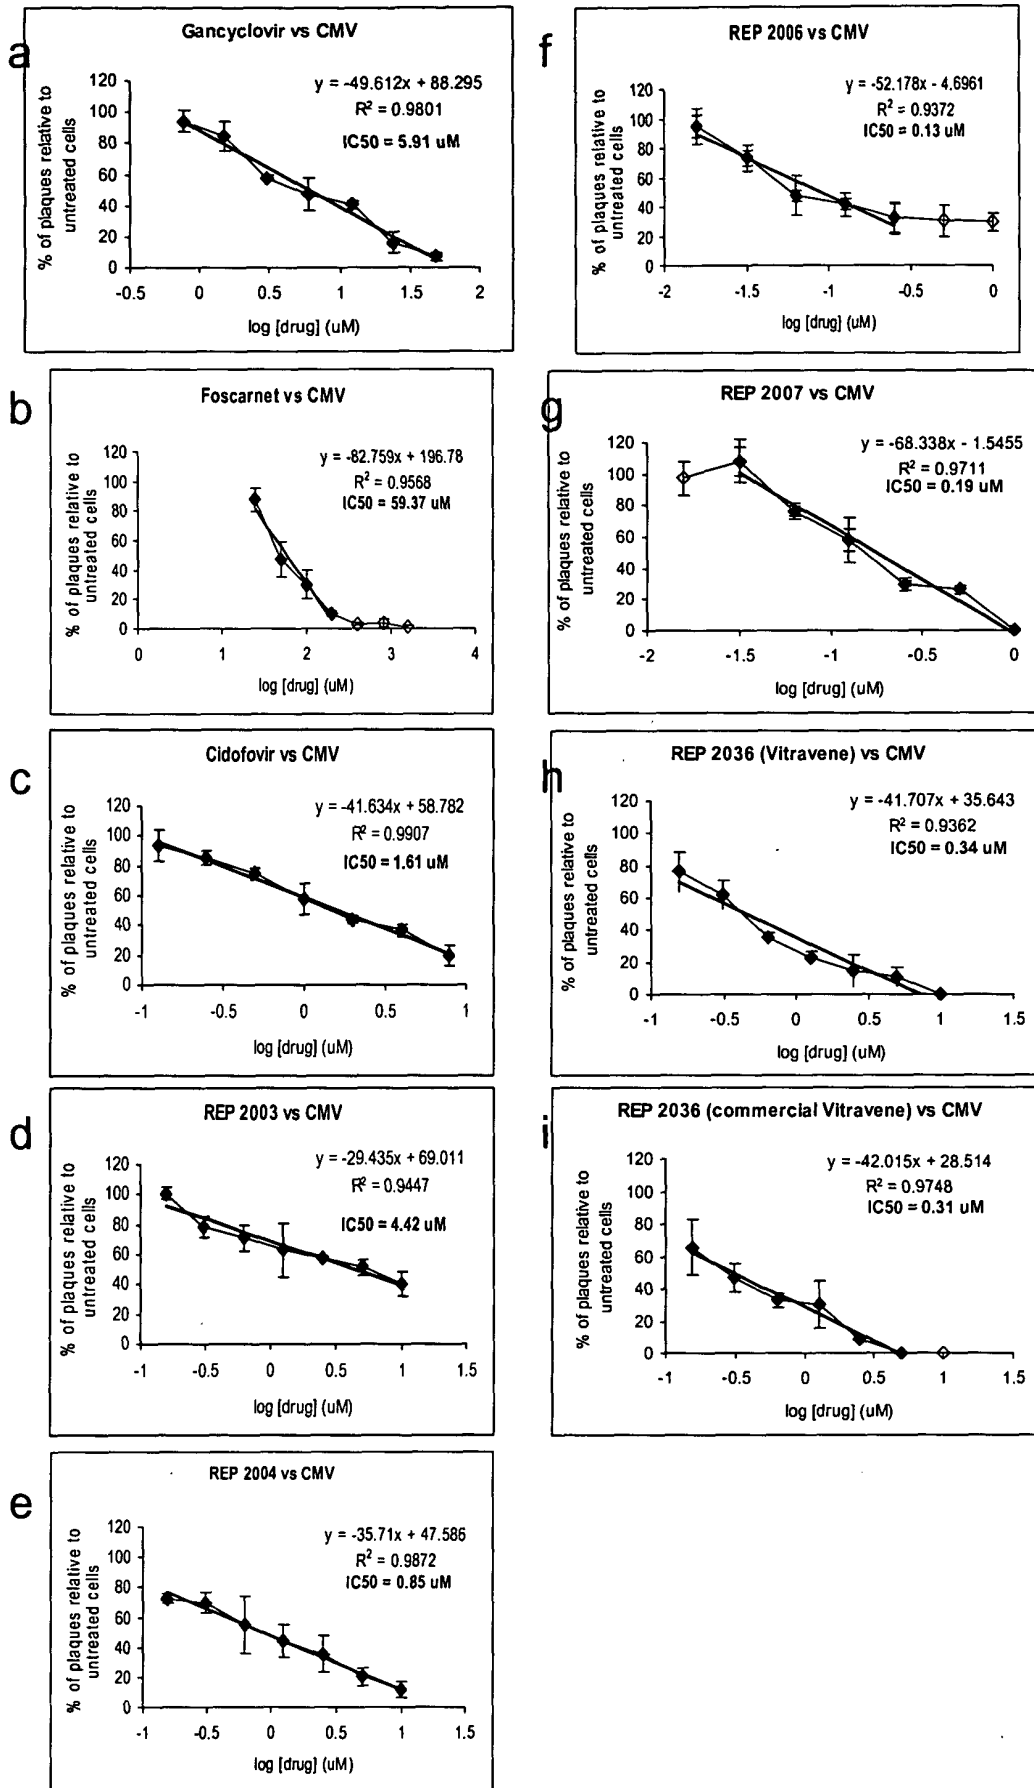 a
Gancyclovir vs CMV
y = -49.612x + 88.295
R² = 0.9801
IC50 = 5.91 uM
% of plaques relative to
untreated cells
120
100
80
60
40
20
0
-0.5 0 0.5 1 1.5 2
log [drug] (uM)
b
Foscarnet vs CMV
y = -82.759x + 196.78
R² = 0.9568
IC50 = 59.37 uM
% of plaques relative to
untreated cells
120
100
80
60
40
20
0
0 1 2 3 4
log [drug] (uM)
c
Cidofovir vs CMV
y = -41.634x + 58.782
R² = 0.9907
IC50 = 1.61 uM
% of plaques relative to
untreated cells
120
100
80
60
40
20
0
-1 -0.5 0 0.5 1
log [drug] (uM)
d
REP 2003 vs CMV
y = -29.435x + 69.011
R² = 0.9447
IC50 = 4.42 uM
% of plaques relative to
untreated cells
120
100
80
60
40
20
0
-1 -0.5 0 0.5 1 1.5
log [drug] (uM)
e
REP 2004 vs CMV
y = -35.71x + 47.586
R² = 0.9872
IC50 = 0.85 uM
% of plaques relative to
untreated cells
120
100
80
60
40
20
0
-1 -0.5 0 0.5 1 1.5
log [drug] (uM)
f
REP 2006 vs CMV
y = -52.178x - 4.6961
R² = 0.9372
IC50 = 0.13 uM
% of plaques relative to
untreated cells
120
100
80
60
40
20
0
-2 -1.5 -1 -0.5 0
log [drug] (uM)
g
REP 2007 vs CMV
y = -68.338x - 1.5455
R² = 0.9711
IC50 = 0.19 uM
% of plaques relative to
untreated cells
120
100
80
60
40
20
0
-2 -1.5 -1 -0.5 0
log [drug] (uM)
h
REP 2036 (Vitravene) vs CMV
y = -41.707x + 35.643
R² = 0.9362
IC50 = 0.34 uM
% of plaques relative to
untreated cells
120
100
80
60
40
20
0
-1 -0.5 0 0.5 1 1.5
log [drug] (uM)
i
REP 2036 (commercial Vitravene) vs CMV
y = -42.015x + 28.514
R² = 0.9748
IC50 = 0.31 uM
% of plaques relative to
untreated cells
120
100
80
60
40
20
0
-1 -0.5 0 0.5 1 1.5
log [drug] (uM)